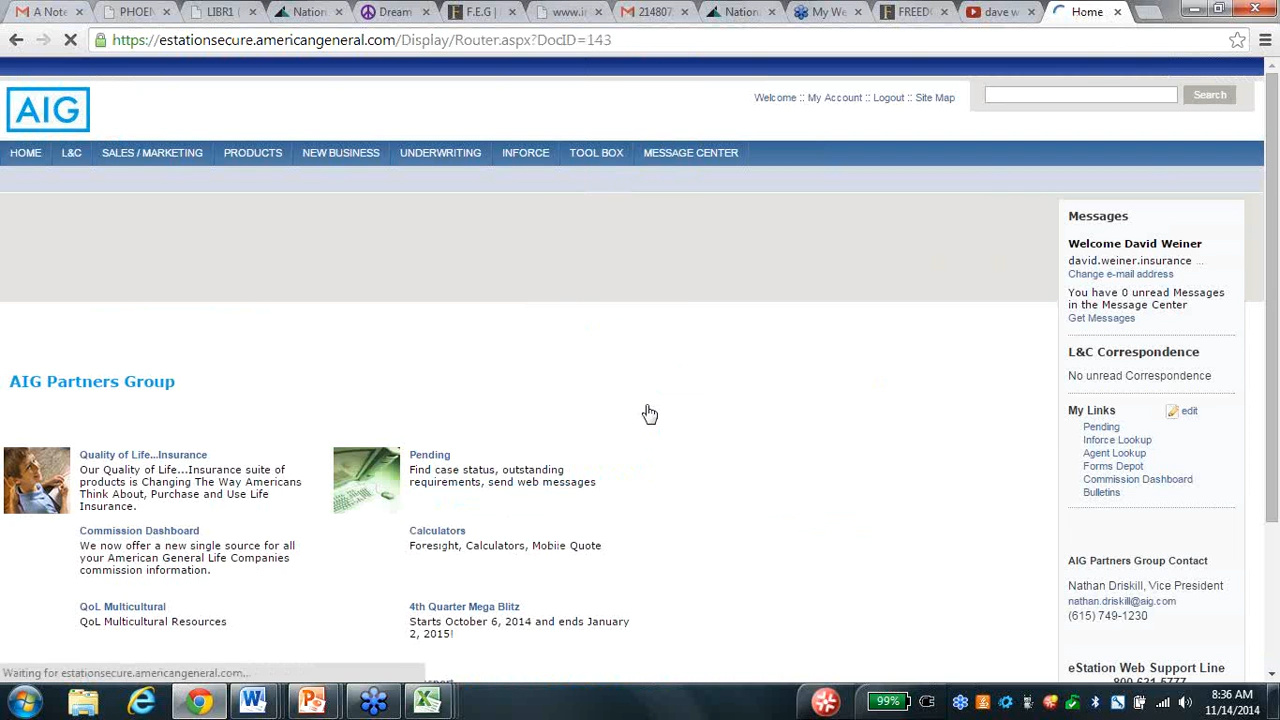 A Note
PHOEN
LIBR1 (
Nation
Dream
F.E.G
www.i
214807
Nation
My We
FREED
dave w
Home
https://estationsecure.americangeneral.com/Display/Router.aspx?DocID=143
AIG
Welcome :: My Account :: Logout :: Site Map
Search
HOME L&C SALES / MARKETING PRODUCTS NEW BUSINESS UNDERWRITING INFORCE TOOL BOX MESSAGE CENTER
AIG Partners Group
Quality of Life...Insurance
Our Quality of Life...Insurance suite of
products is Changing The Way Americans
Think About, Purchase and Use Life
Insurance.
Pending
Find case status, outstanding
requirements, send web messages
Commission Dashboard
We now offer a new single source for all
your American General Life Companies
commission information.
Calculators
Foresight, Calculators, Mobile Quote
QoL Multicultural
QoL Multicultural Resources
4th Quarter Mega Blitz
Starts October 6, 2014 and ends January
2, 2015!
Messages
Welcome David Weiner
david.weiner.insurance ...
Change e-mail address
You have 0 unread Messages
in the Message Center
Get Messages
L&C Correspondence
No unread Correspondence
My Links
edit
Pending
Inforce Lookup
Agent Lookup
Forms Depot
Commission Dashboard
Bulletins
AIG Partners Group Contact
Nathan Driskill, Vice President
nathan.driskill@aig.com
(615) 749-1230
eStation Web Support Line
Waiting for estationsecure.americangeneral.com...
99%
8:36 AM
11/14/2014